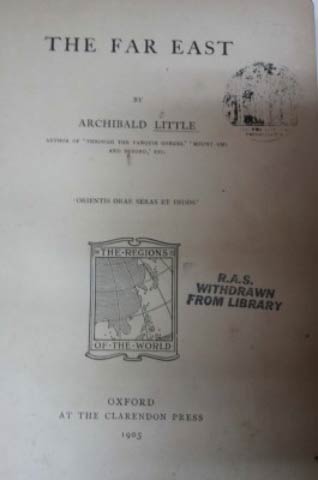 THE FAR EAST
BY
ARCHIBALD LITTLE
AUTHOR OF "THROUGH THE YANGTSE GORGES," "MOUNT OMI
AND BEYOND," ETC.
'ORIENTIS ORAE SERAS ET INDOS'
·THE·REGIONS·
·OF·THE·WORLD·
R.A.S.
WITHDRAWN
FROM LIBRARY
OXFORD
AT THE CLARENDON PRESS
1905